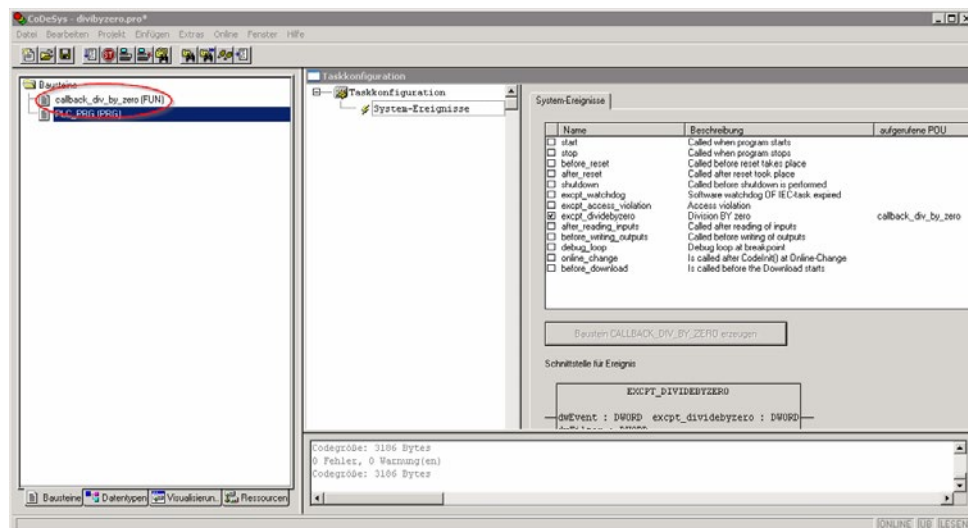 CoDeSys - divibyzero.pro*
Datei Bearbeiten Projekt Einfügen Extras Online Fenster Hilfe
Bausteine
callback_div_by_zero (FUN)
PLC_PRG (PRG)
Bausteine Datentypen Visualisierun.. Ressourcen
Taskkonfiguration
Taskkonfiguration
System-Ereignisse
System-Ereignisse
Name Beschreibung aufgerufene POU
start Called when program starts
stop Called when program stops
before_reset Called before reset takes place
after_reset Called after reset took place
shutdown Called before shutdown is performed
excpt_watchdog Software watchdog OF IEC-task expired
excpt_access_violation Access violation
excpt_dividebyzero Division BY zero callback_div_by_zero
after_reading_inputs Called after reading of inputs
before_writing_outputs Called before writing of outputs
debug_loop Debug loop at breakpoint
online_change Is called after CodeInit() at Online-Change
before_download Is called before the Download starts
Baustein CALLBACK_DIV_BY_ZERO erzeugen
Schnittstelle für Ereignis
EXCPT_DIVIDEBYZERO
dwEvent : DWORD excpt_dividebyzero : DWORD
dwFilter : DWORD
Codegröße: 3186 Bytes
0 Fehler, 0 Warnung(en)
Codegröße: 3186 Bytes
ONLINE ÜB LESEN